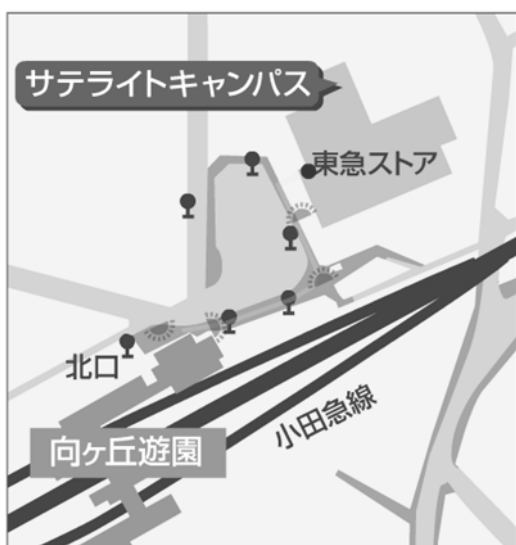 サテライトキャンパス
東急ストア
北口
小田急線
向ヶ丘遊園